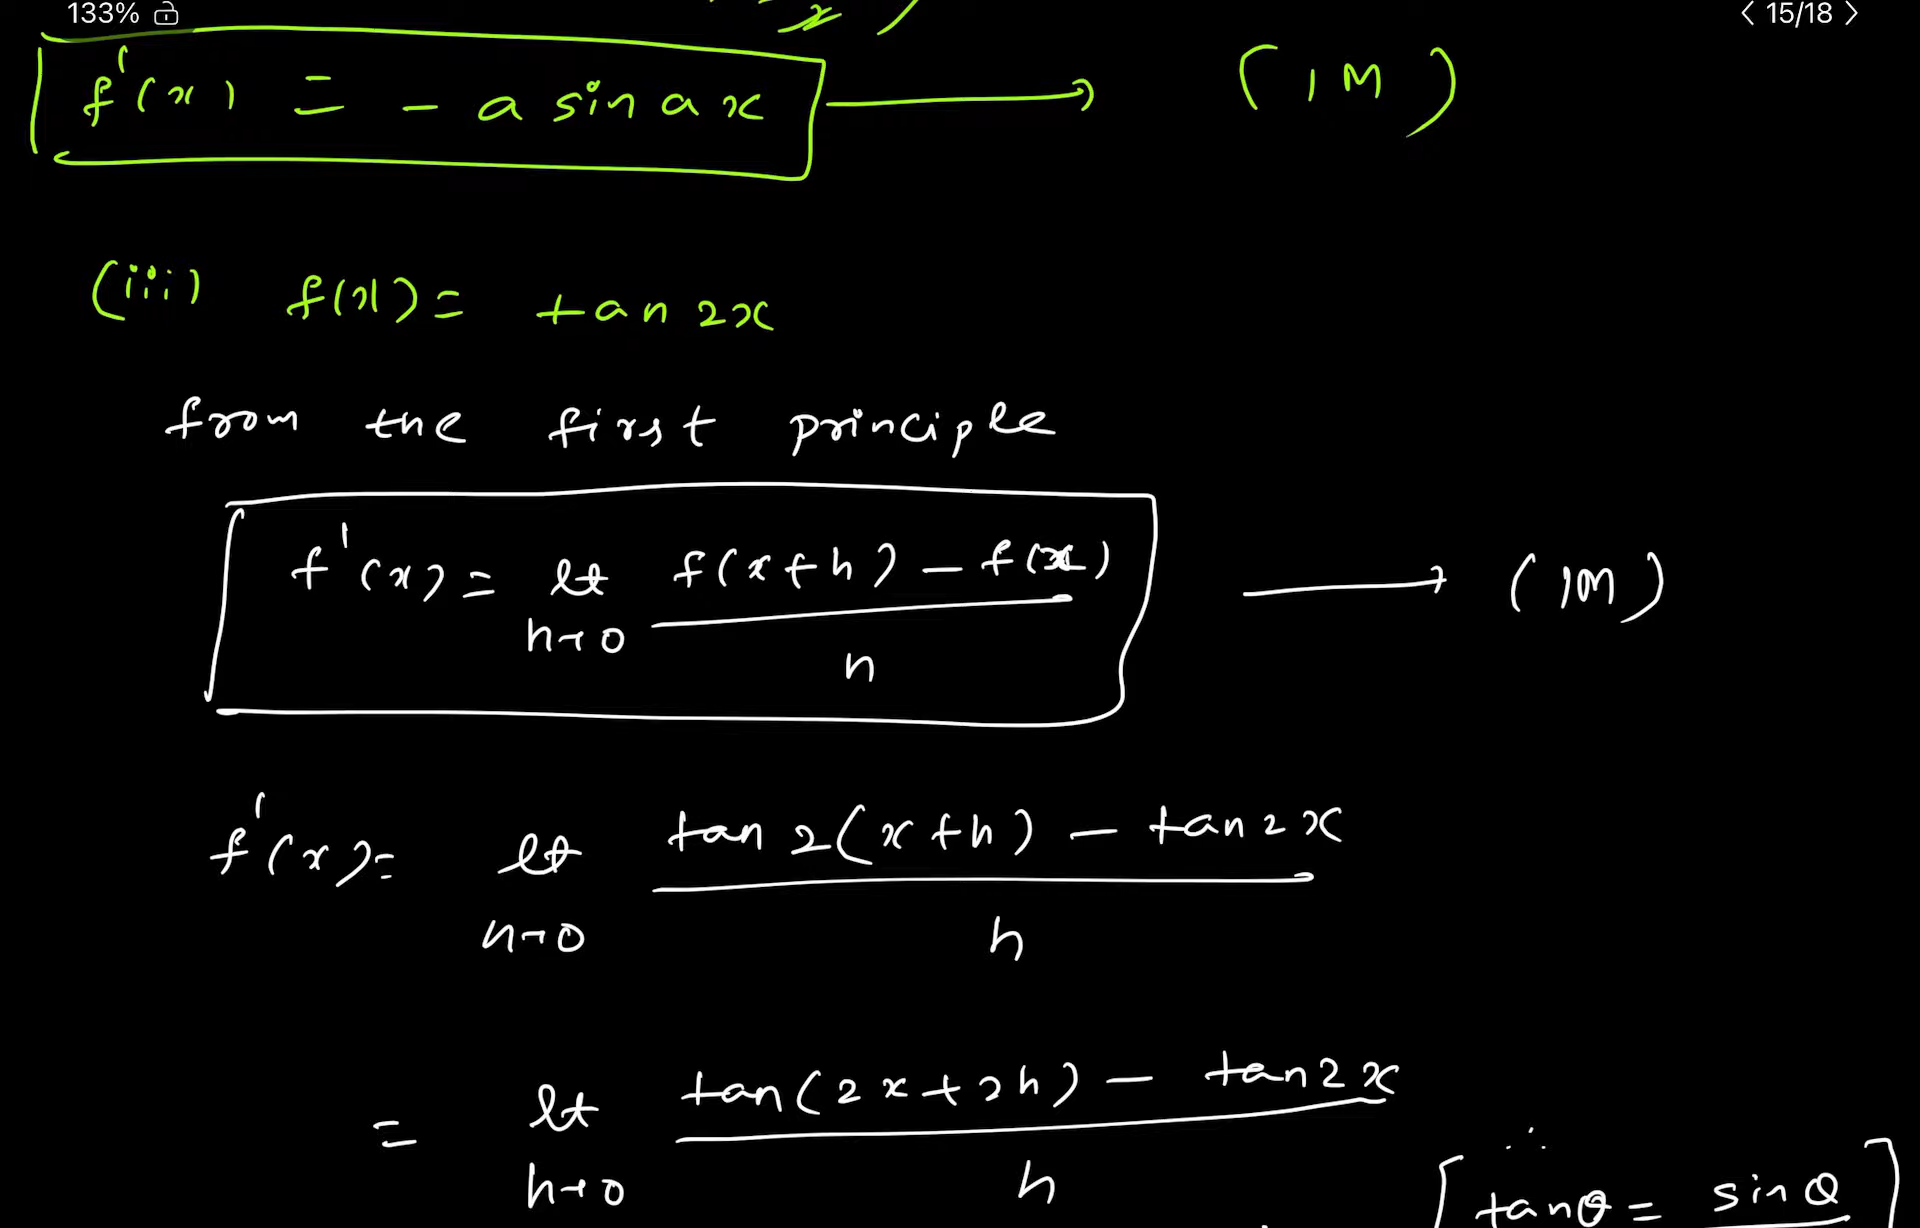 133% < 15/18 >
f'(x) = - a sin ax → (1M)
(iii) f(x) = tan 2x
from the first principle
f'(x) = lt f(x+h) - f(x) → (1M)
h→0 h
f'(x) = lt tan 2(x+h) - tan 2x
h→0 h
= lt tan(2x+2h) - tan 2x
h→0 h
∴
[tanθ = sinθ]